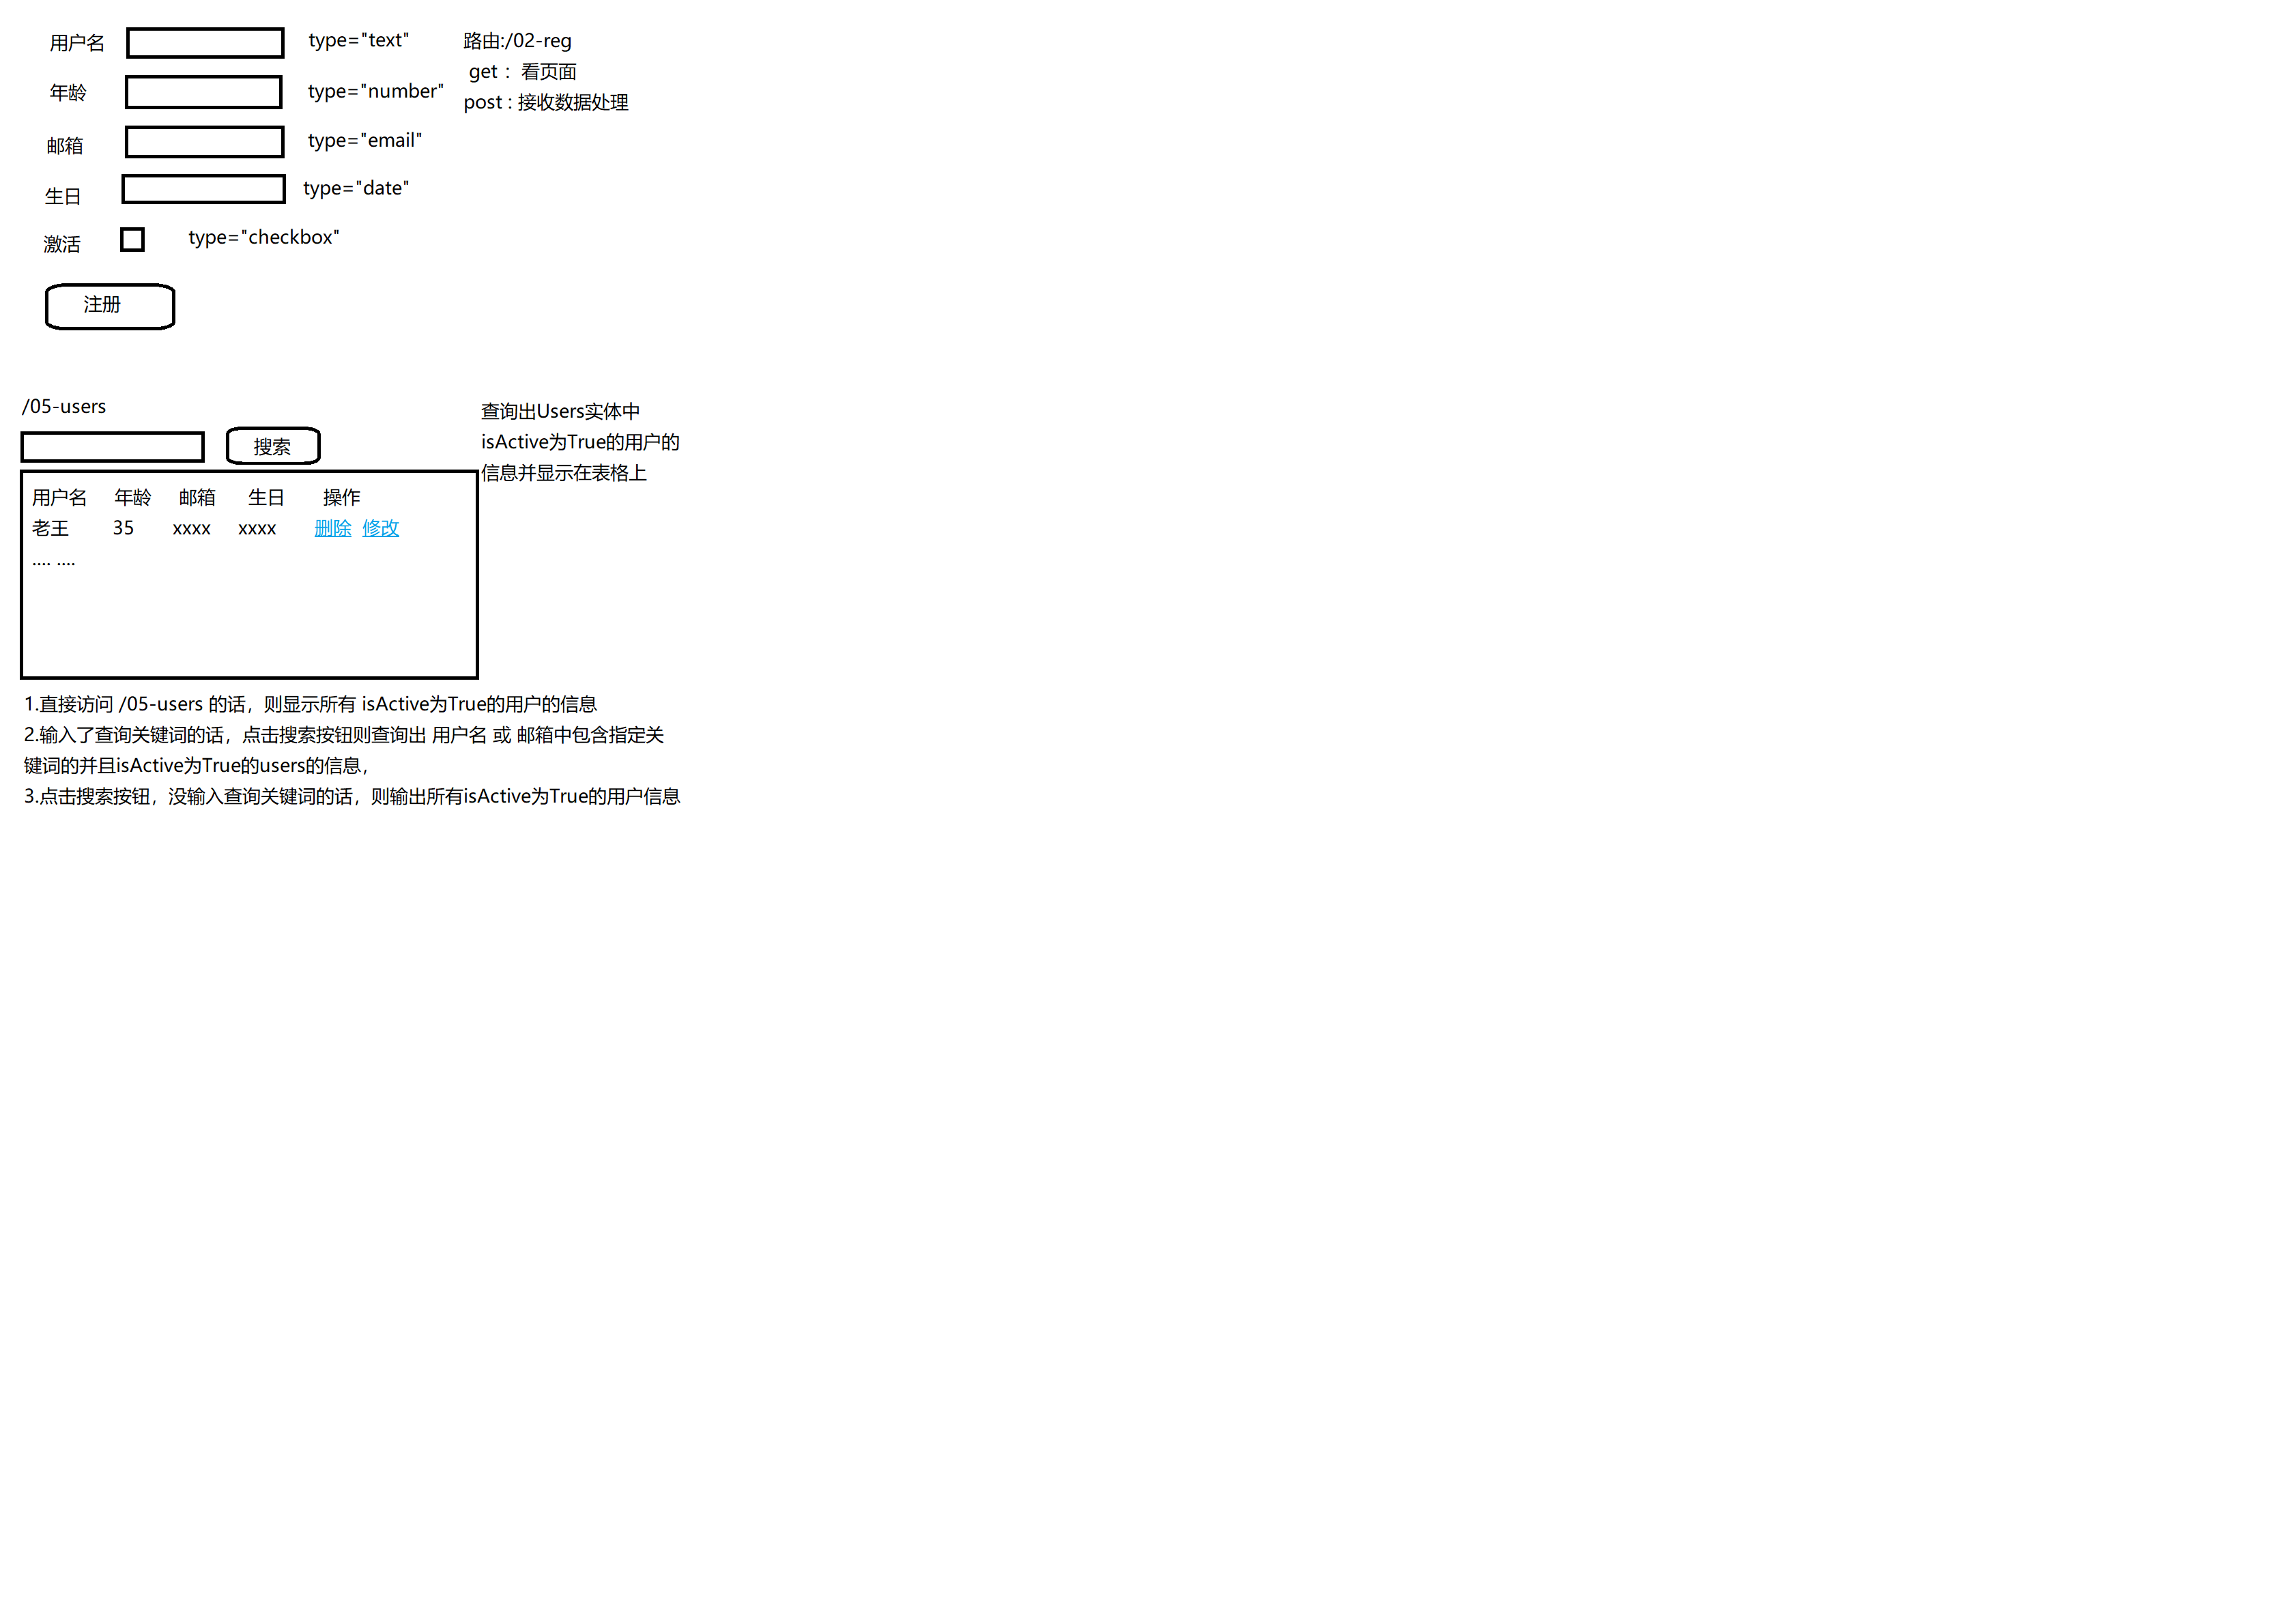 用户名 type="text" 路由:/02-reg
get ： 看页面
年龄 type="number" post : 接收数据处理
邮箱 type="email"
生日 type="date"
激活 type="checkbox"
注册
/05-users
搜索
查询出Users实体中
isActive为True的用户的
信息并显示在表格上
用户名 年龄 邮箱 生日 操作
老王 35 xxxx xxxx 删除 修改
.... ....
1.直接访问 /05-users 的话，则显示所有 isActive为True的用户的信息
2.输入了查询关键词的话，点击搜索按钮则查询出 用户名 或 邮箱中包含指定关
键词的并且isActive为True的users的信息，
3.点击搜索按钮，没输入查询关键词的话，则输出所有isActive为True的用户信息